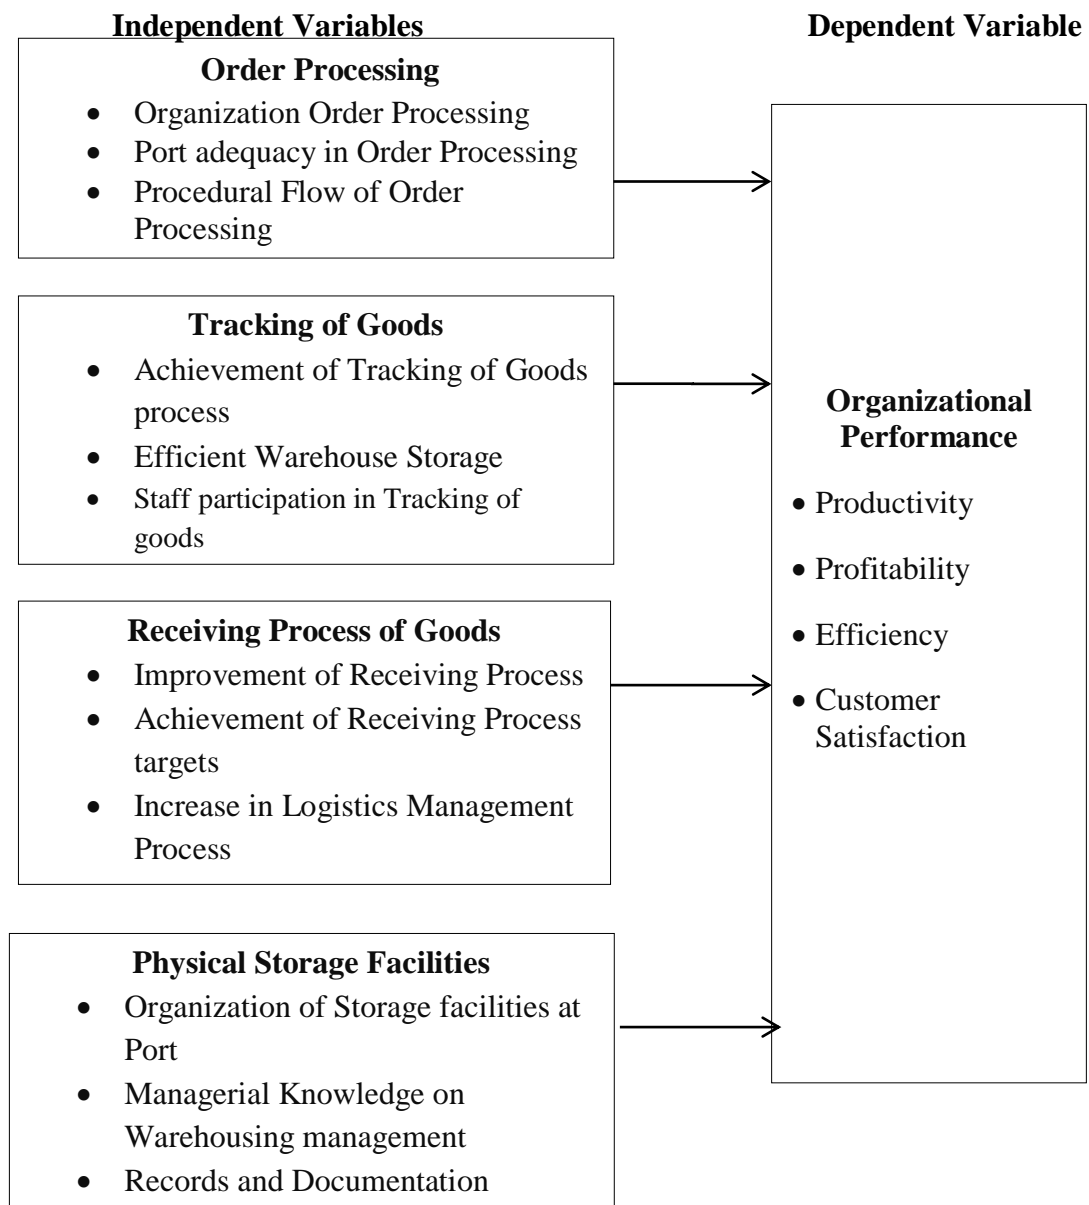 Independent Variables
Dependent Variable
Order Processing
• Organization Order Processing
• Port adequacy in Order Processing
• Procedural Flow of Order
Processing
Tracking of Goods
• Achievement of Tracking of Goods
process
• Efficient Warehouse Storage
• Staff participation in Tracking of
goods
Receiving Process of Goods
• Improvement of Receiving Process
• Achievement of Receiving Process
targets
• Increase in Logistics Management
Process
Physical Storage Facilities
• Organization of Storage facilities at
Port
• Managerial Knowledge on
Warehousing management
• Records and Documentation
Organizational
Performance
• Productivity
• Profitability
• Efficiency
• Customer
Satisfaction